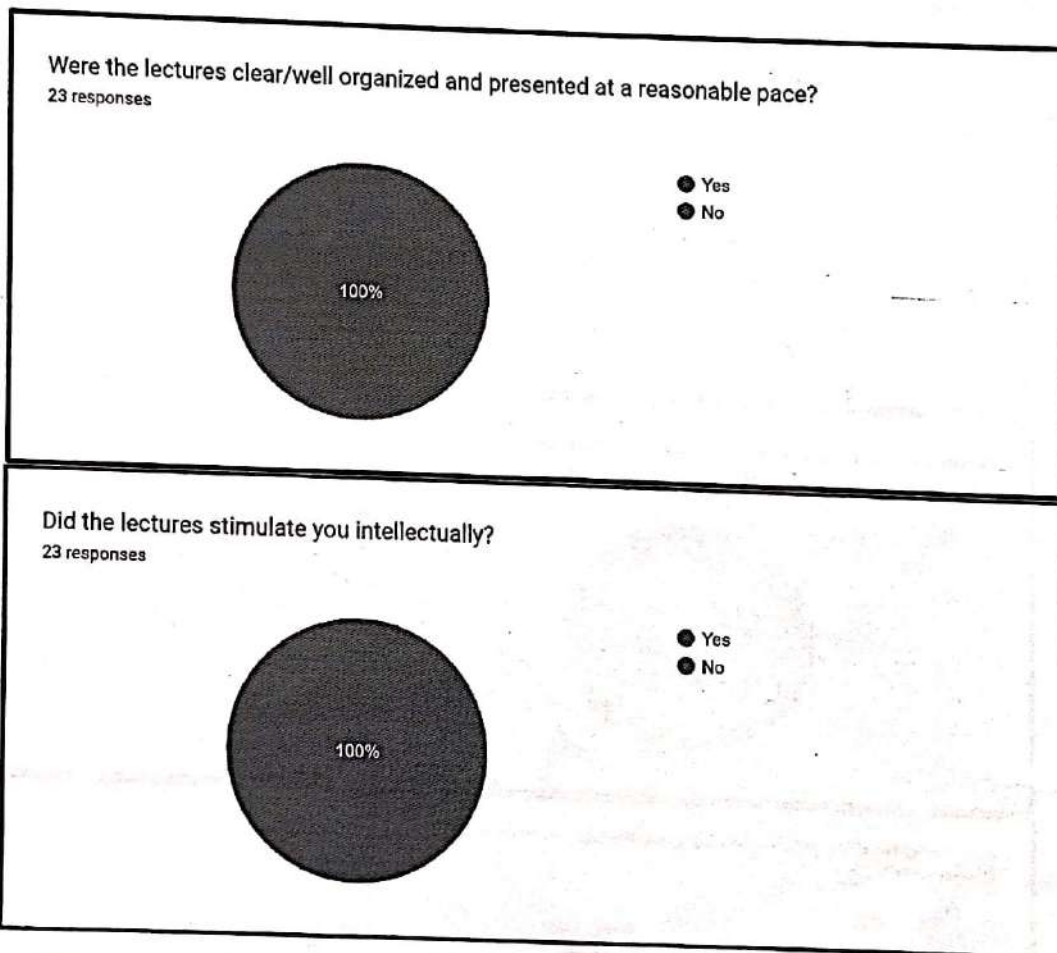 Were the lectures clear/well organized and presented at a reasonable pace?
23 responses
Yes
No
100%
Did the lectures stimulate you intellectually?
23 responses
Yes
No
100%